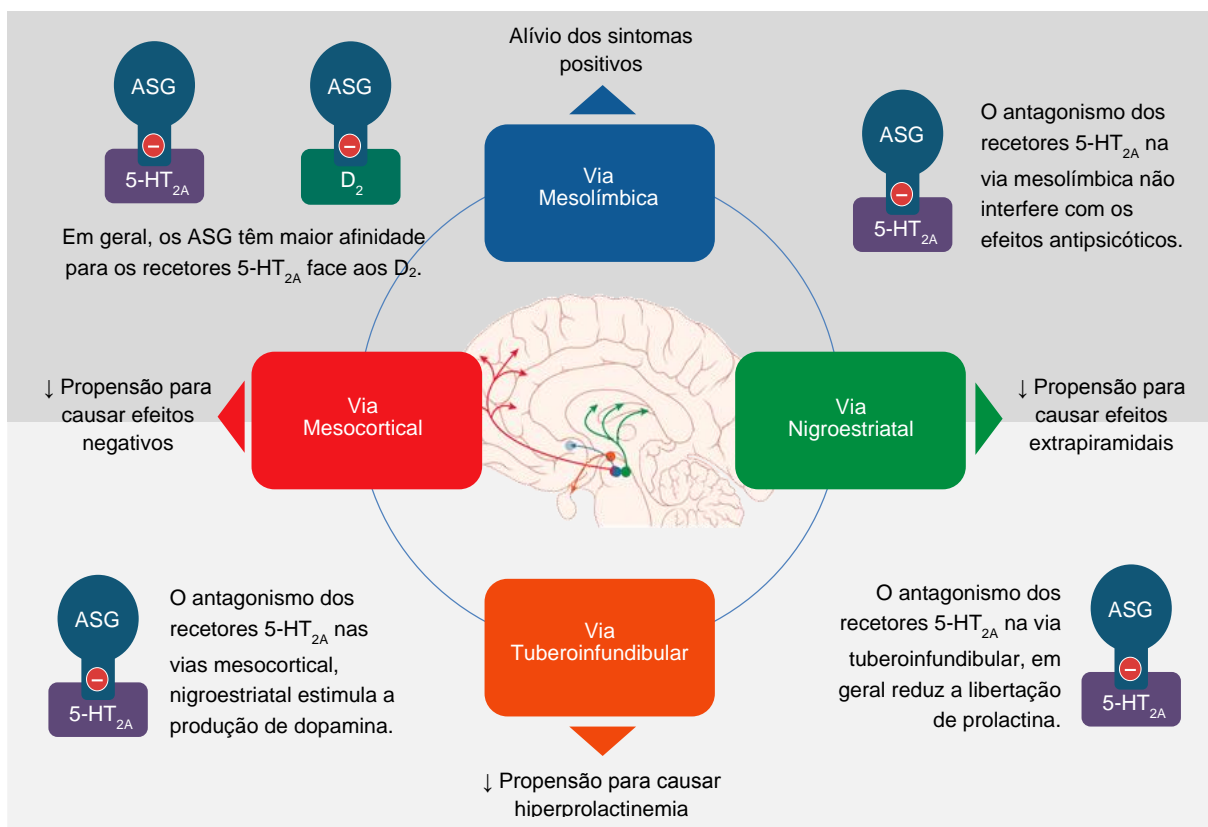 Alívio dos sintomas
positivos
ASG
5-HT2A
ASG
D2
Em geral, os ASG têm maior afinidade
para os recetores 5-HT2A face aos D2.
Via
Mesolímbica
ASG
5-HT2A
O antagonismo dos
recetores 5-HT2A na
via mesolímbica não
interfere com os
efeitos antipsicóticos.
↓ Propensão para
causar efeitos
negativos
Via
Mesocortical
Via
Nigroestriatal
↓ Propensão para
causar efeitos
extrapiramidais
ASG
5-HT2A
O antagonismo dos
recetores 5-HT2A nas
vias mesocortical,
nigroestriatal estimula a
produção de dopamina.
Via
Tuberoinfundibular
O antagonismo dos
recetores 5-HT2A na via
tuberoinfundibular, em
geral reduz a libertação
de prolactina.
ASG
5-HT2A
↓ Propensão para causar
hiperprolactinemia